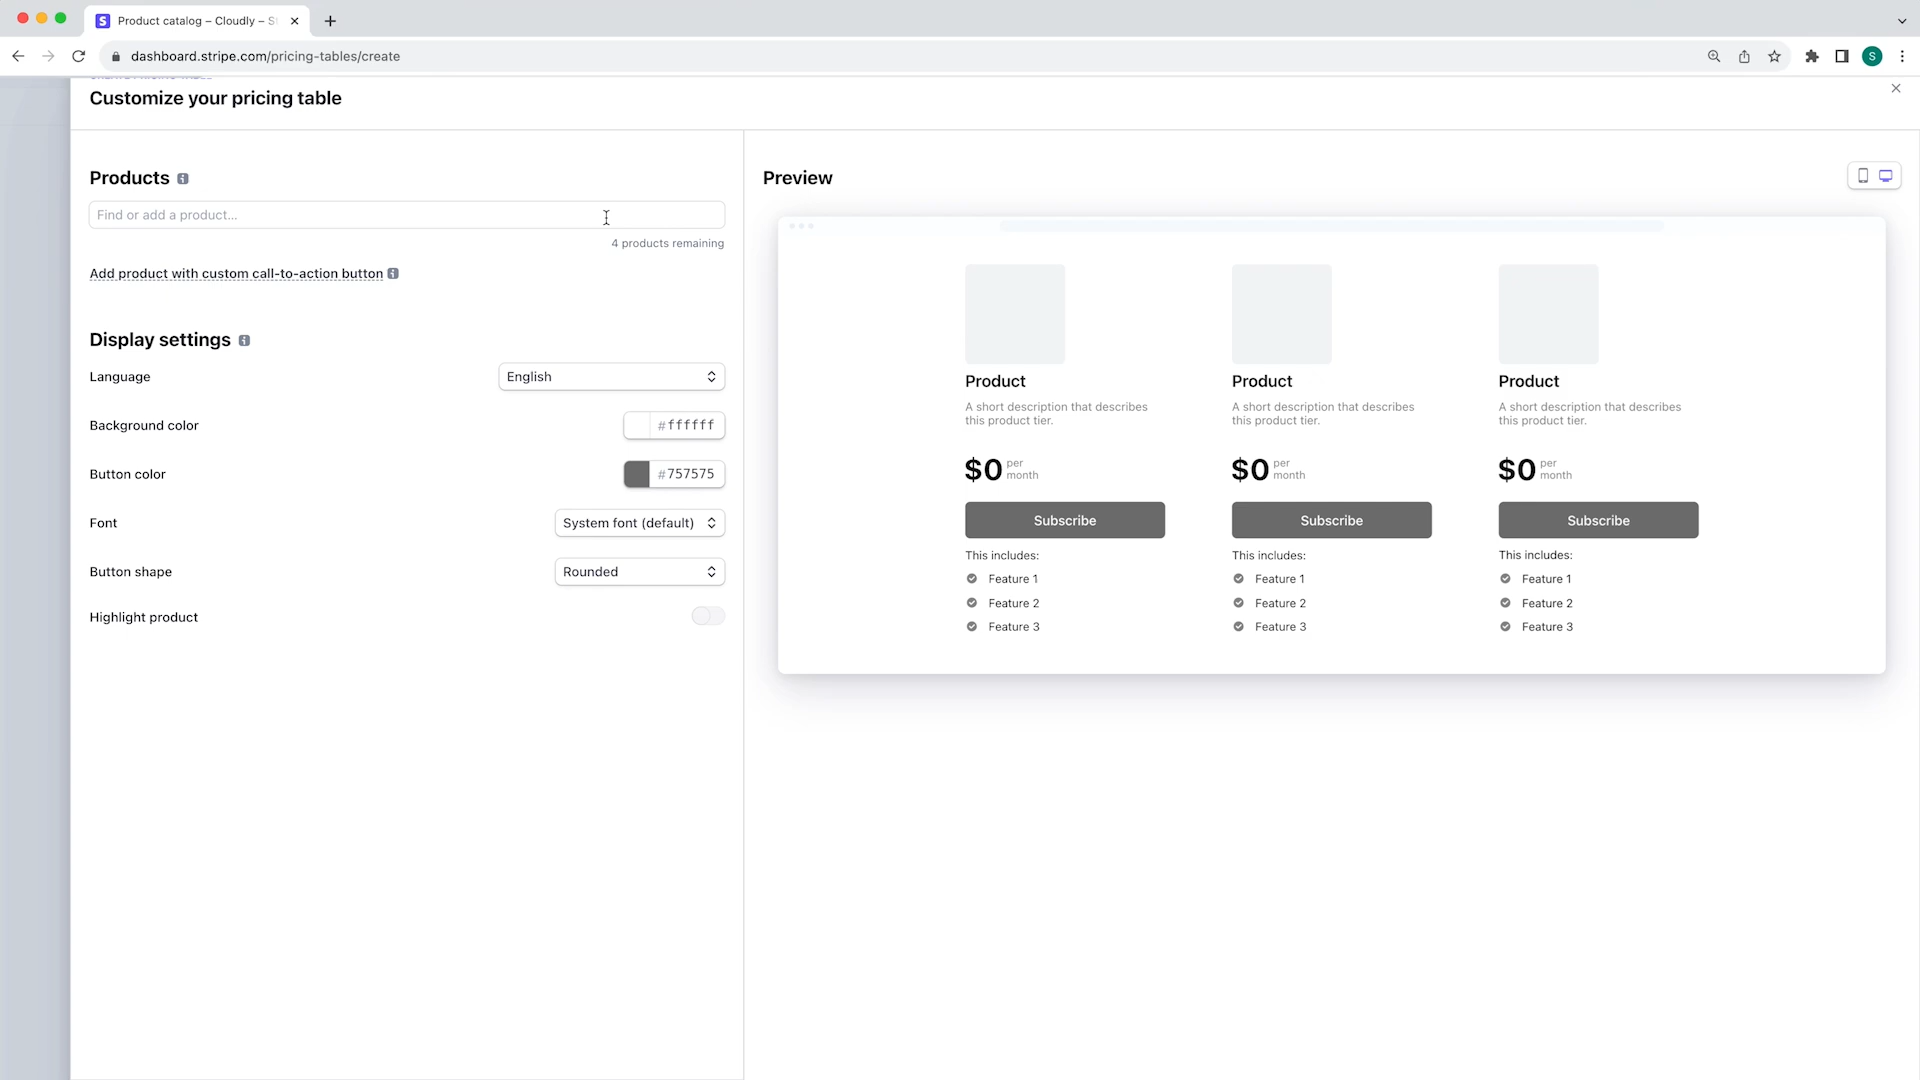 Product catalog – Cloudly – S
dashboard.stripe.com/pricing-tables/create
S
Customize your pricing table
Products
Find or add a product...
4 products remaining
Add product with custom call-to-action button
Display settings
Language
English
Background color
#ffffff
Button color
#757575
Font
System font (default)
Button shape
Rounded
Highlight product
Preview
Product
A short description that describes
this product tier.
$0 per
month
Subscribe
This includes:
Feature 1
Feature 2
Feature 3
Product
A short description that describes
this product tier.
$0 per
month
Subscribe
This includes:
Feature 1
Feature 2
Feature 3
Product
A short description that describes
this product tier.
$0 per
month
Subscribe
This includes:
Feature 1
Feature 2
Feature 3